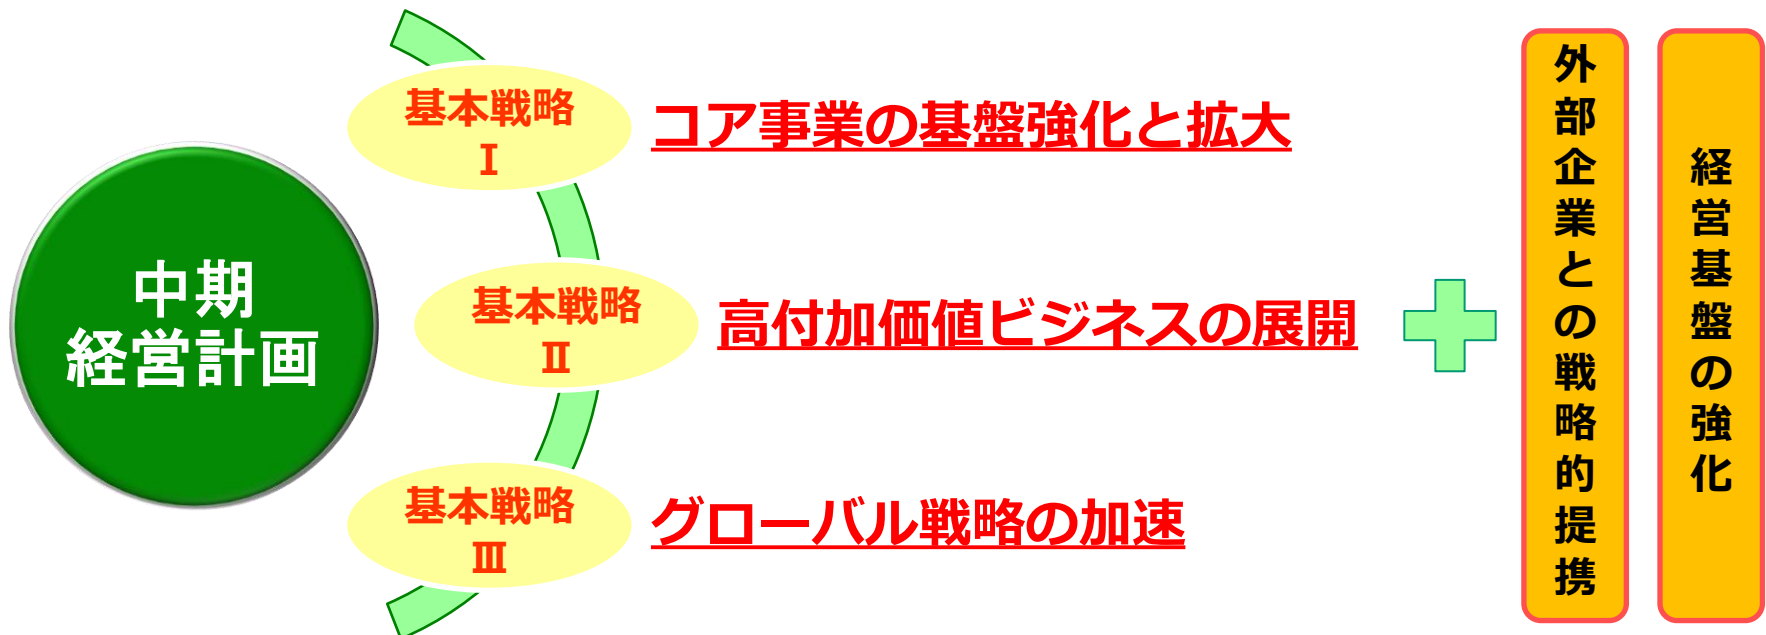 中期
経営計画
基本戦略
Ⅰ
コア事業の基盤強化と拡大
基本戦略
Ⅱ
高付加価値ビジネスの展開
基本戦略
Ⅲ
グローバル戦略の加速
外部企業との戦略的提携
経営基盤の強化